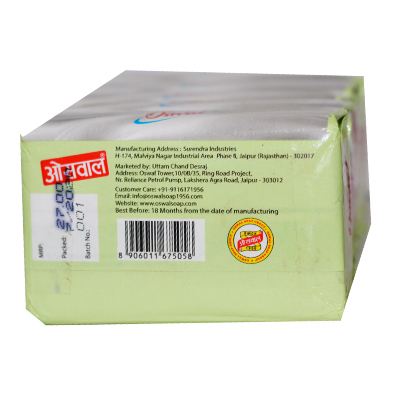 ओसवाल
Manufacturing Address : Surendra Industries
H-174, Malviya Nagar Industrial Area Phase II, Jaipur (Rajasthan) - 302017
Marketed by: Uttam Chand Desraj
Address: Oswal Tower,10/08/35, Ring Road Project,
Nr. Reliance Petrol Pump, Lakshera Agra Road, Jaipur - 303012
Customer Care: +91-9116171956
Email: Info@oswalsoap1956.com
Website: www.oswalsoap.com
Best Before: 18 Months from the date of manufacturing
8 906011 675058
MRP:
Packed:
Batch No.:
001
ओसवाल